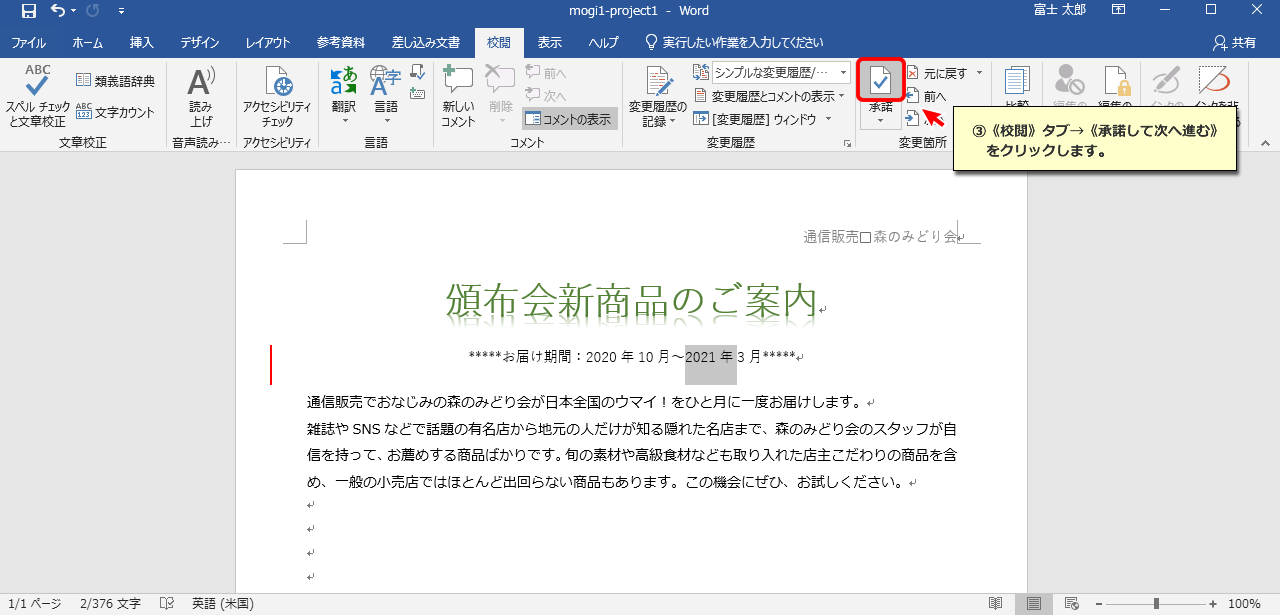 mogi1-project1 - Word
富士 太郎
ファイル ホーム 挿入 デザイン レイアウト 参考資料 差し込み文書 校閲 表示 ヘルプ 実行したい作業を入力してください 共有
ABC
スペル チェック
と文章校正
類義語辞典
ABC
123
文字カウント
文章校正
A
読み
上げ
音声読み…
アクセシビリティ
チェック
アクセシビリティ
あ
a
翻訳
A字
言語
言語
新しい
コメント
削除
前へ
次へ
コメントの表示
コメント
変更履歴の
記録
シンプルな変更履歴/…
変更履歴とコメントの表示
[変更履歴] ウィンドウ
変更履歴
承諾
元に戻す
前へ
変更箇所
③《校閲》タブ→《承諾して次へ進む》
をクリックします。
通信販売□森のみどり会
頒布会新商品のご案内
*****お届け期間：2020 年 10 月～2021 年 3 月*****
通信販売でおなじみの森のみどり会が日本全国のウマイ！をひと月に一度お届けします。
雑誌や SNS などで話題の有名店から地元の人だけが知る隠れた名店まで、森のみどり会のスタッフが自
信を持って、お薦めする商品ばかりです。旬の素材や高級食材なども取り入れた店主こだわりの商品を含
め、一般の小売店ではほとんど出回らない商品もあります。この機会にぜひ、お試しください。
1/1 ページ 2/376 文字 英語 (米国) 100%